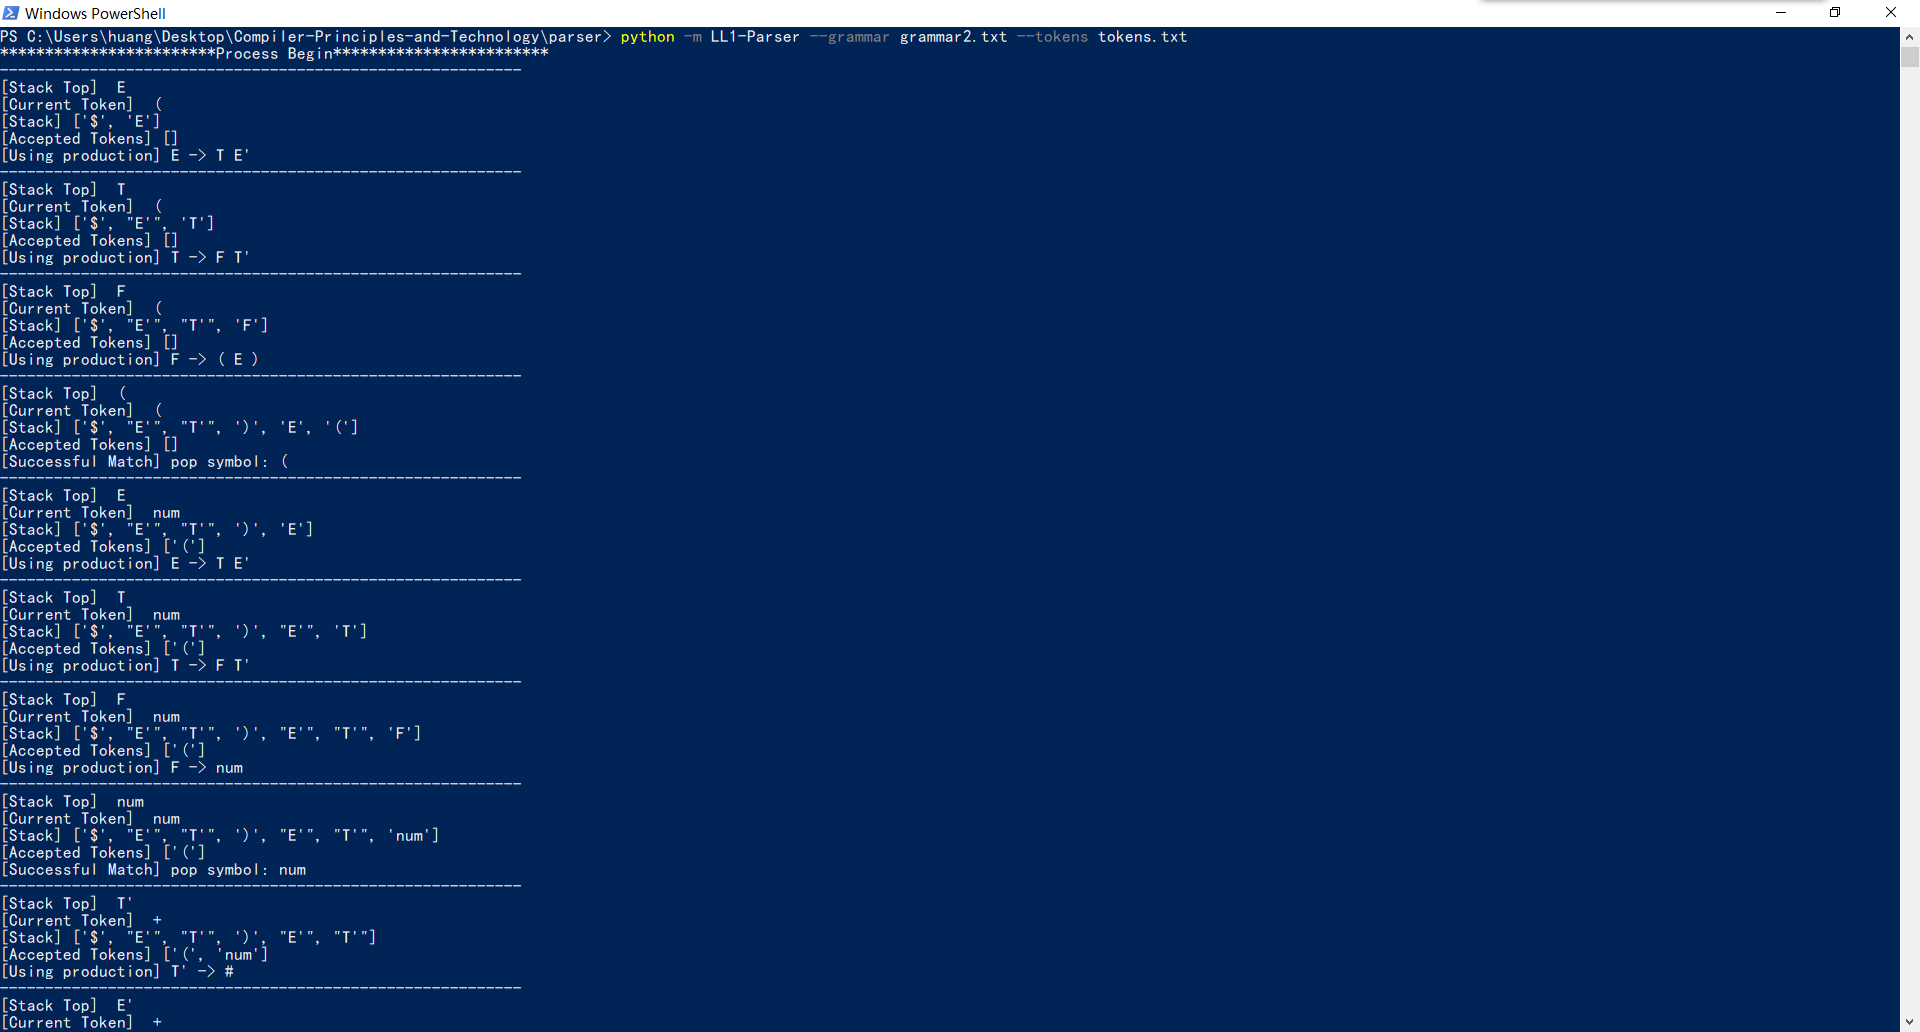 Windows PowerShell
PS C:\Users\huang\Desktop\Compiler-Principles-and-Technology\parser> python -m LL1-Parser --grammar grammar2.txt --tokens tokens.txt
************************Process Begin************************
----------------------------------------------------------
[Stack Top]  E
[Current Token]  (
[Stack] ['$', 'E']
[Accepted Tokens] []
[Using production] E -> T E'
----------------------------------------------------------
[Stack Top]  T
[Current Token]  (
[Stack] ['$', "E'", 'T']
[Accepted Tokens] []
[Using production] T -> F T'
----------------------------------------------------------
[Stack Top]  F
[Current Token]  (
[Stack] ['$', "E'", "T'", 'F']
[Accepted Tokens] []
[Using production] F -> ( E )
----------------------------------------------------------
[Stack Top]  (
[Current Token]  (
[Stack] ['$', "E'", "T'", ')', 'E', '(']
[Accepted Tokens] []
[Successful Match] pop symbol: (
----------------------------------------------------------
[Stack Top]  E
[Current Token]  num
[Stack] ['$', "E'", "T'", ')', 'E']
[Accepted Tokens] ['(']
[Using production] E -> T E'
----------------------------------------------------------
[Stack Top]  T
[Current Token]  num
[Stack] ['$', "E'", "T'", ')', "E'", 'T']
[Accepted Tokens] ['(']
[Using production] T -> F T'
----------------------------------------------------------
[Stack Top]  F
[Current Token]  num
[Stack] ['$', "E'", "T'", ')', "E'", "T'", 'F']
[Accepted Tokens] ['(']
[Using production] F -> num
----------------------------------------------------------
[Stack Top]  num
[Current Token]  num
[Stack] ['$', "E'", "T'", ')', "E'", "T'", 'num']
[Accepted Tokens] ['(']
[Successful Match] pop symbol: num
----------------------------------------------------------
[Stack Top]  T'
[Current Token]  +
[Stack] ['$', "E'", "T'", ')', "E'", "T'"]
[Accepted Tokens] ['(', 'num']
[Using production] T' -> #
----------------------------------------------------------
[Stack Top]  E'
[Current Token]  +